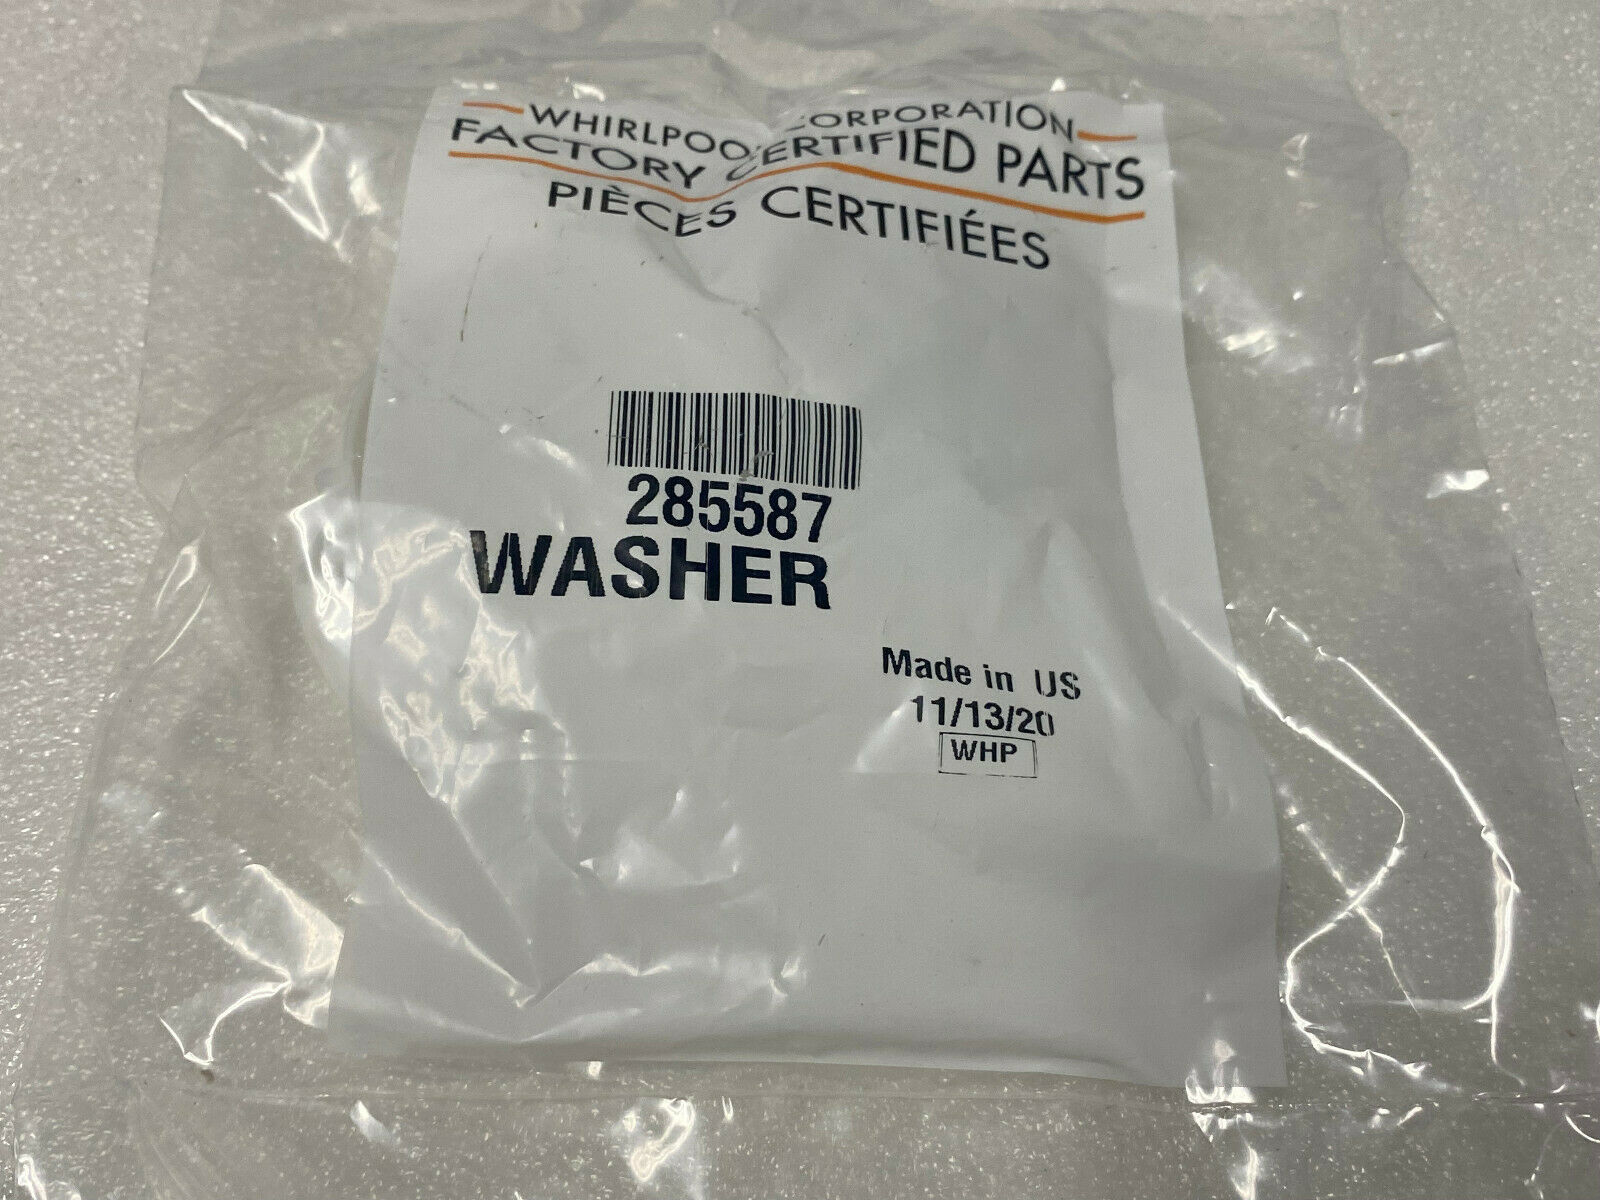 WHIRLPOOL CORPORATION
FACTORY CERTIFIED PARTS
PIÈCES CERTIFIÉES
285587
WASHER
Made in US
11/13/20
WHP